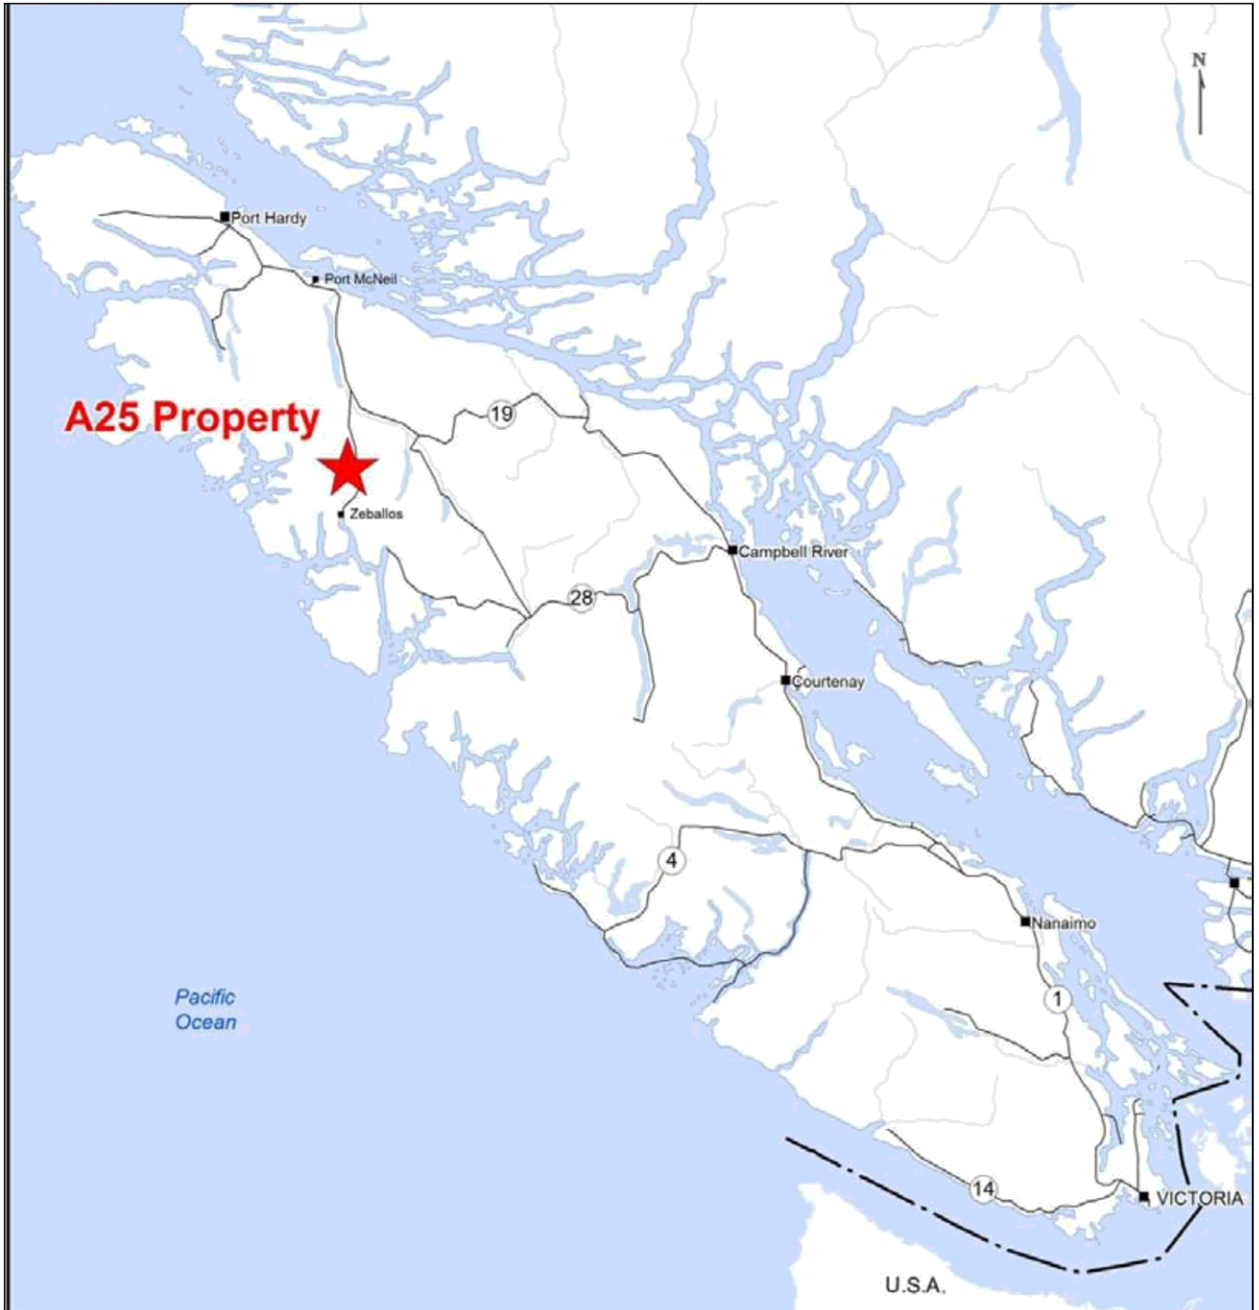 N
Port Hardy
Port McNeil
A25 Property
19
Zeballos
Campbell River
28
Courtenay
4
Nanaimo
Pacific
Ocean
1
14
VICTORIA
U.S.A.